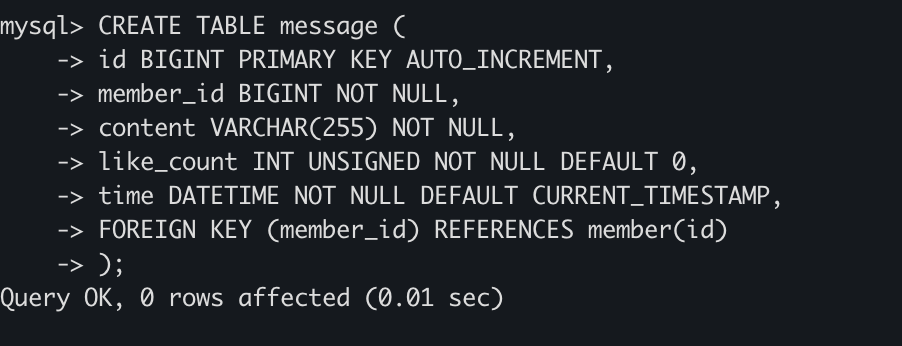 mysql> CREATE TABLE message (
    -> id BIGINT PRIMARY KEY AUTO_INCREMENT,
    -> member_id BIGINT NOT NULL,
    -> content VARCHAR(255) NOT NULL,
    -> like_count INT UNSIGNED NOT NULL DEFAULT 0,
    -> time DATETIME NOT NULL DEFAULT CURRENT_TIMESTAMP,
    -> FOREIGN KEY (member_id) REFERENCES member(id)
    -> );
Query OK, 0 rows affected (0.01 sec)